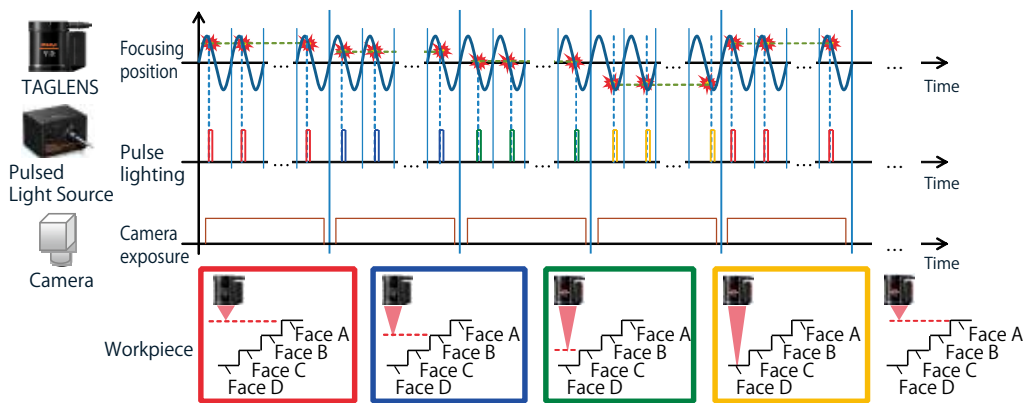 Focusing
position
TAGLENS
...
...
...
...
...
...
Time
Pulse
lighting
Pulsed
Light Source
...
...
...
...
...
...
Time
Camera
exposure
Camera
...
Time
Workpiece
Face A
Face B
Face C
Face D
Face A
Face B
Face C
Face D
Face A
Face B
Face C
Face D
Face A
Face B
Face C
Face D
Face A
Face B
Face C
Face D